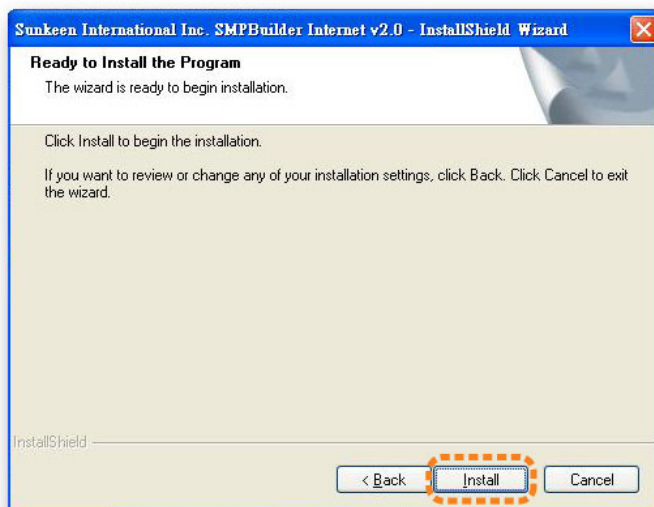 Sunkeen International Inc. SMPBuilder Internet v2.0 - InstallShield Wizard
Ready to Install the Program
The wizard is ready to begin installation.
Click Install to begin the installation.
If you want to review or change any of your installation settings, click Back. Click Cancel to exit
the wizard.
InstallShield
< Back Install Cancel